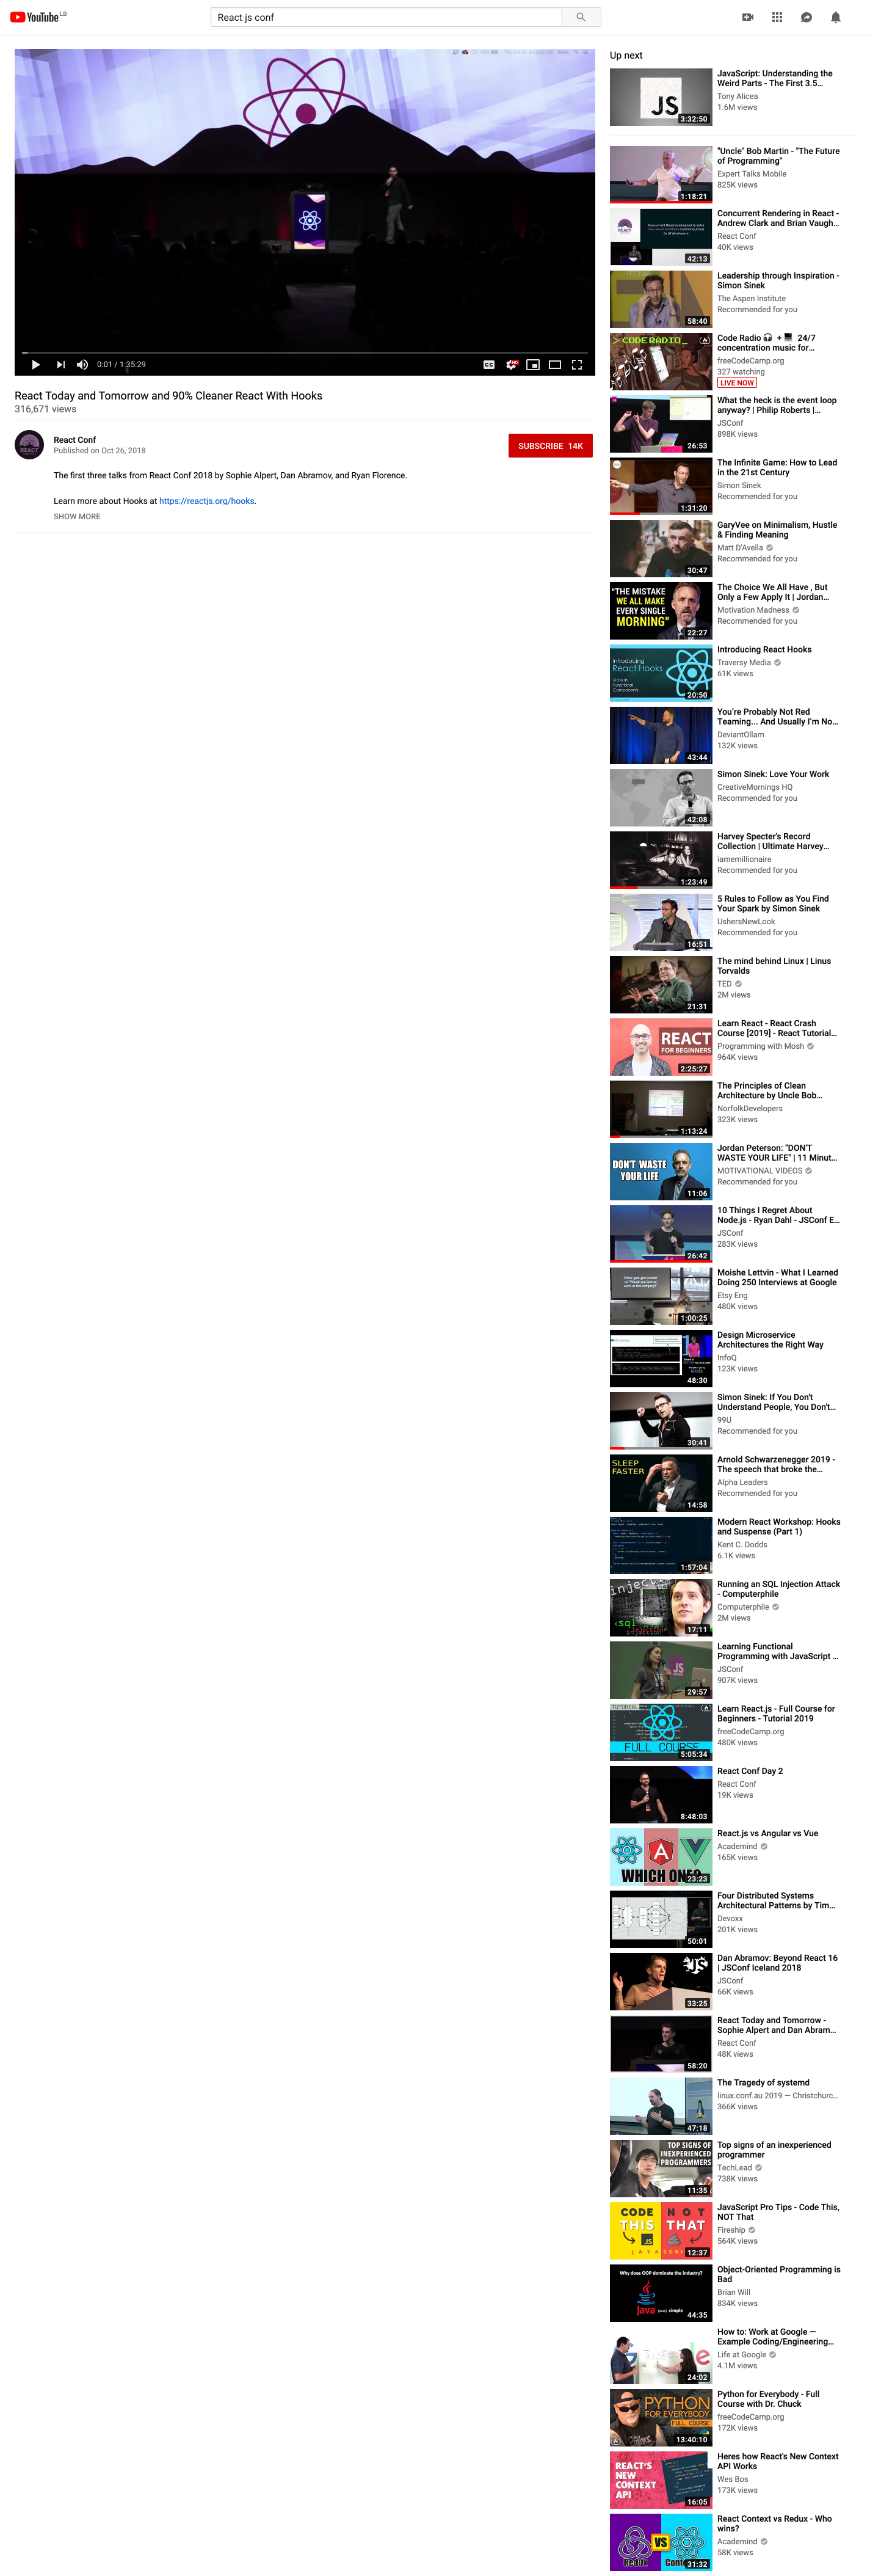 YouTube LB
React js conf
0:01 / 1:35:29
CC
HD
React Today and Tomorrow and 90% Cleaner React With Hooks
316,671 views
REACT
React Conf
Published on Oct 26, 2018
SUBSCRIBE 14K
The first three talks from React Conf 2018 by Sophie Alpert, Dan Abramov, and Ryan Florence.
Learn more about Hooks at https://reactjs.org/hooks.
SHOW MORE
Up next
JS
3:32:50
JavaScript: Understanding the
Weird Parts - The First 3.5...
Tony Alicea
1.6M views
1:18:21
"Uncle" Bob Martin - "The Future
of Programming"
Expert Talks Mobile
825K views
42:13
Concurrent Rendering in React -
Andrew Clark and Brian Vaugh...
React Conf
40K views
58:40
Leadership through Inspiration -
Simon Sinek
The Aspen Institute
Recommended for you
> CODE RADIO_
Code Radio 🎧 + 💻 24/7
concentration music for...
freeCodeCamp.org
327 watching
LIVE NOW
26:53
What the heck is the event loop
anyway? | Philip Roberts |...
JSConf
898K views
1:31:20
The Infinite Game: How to Lead
in the 21st Century
Simon Sinek
Recommended for you
30:47
GaryVee on Minimalism, Hustle
& Finding Meaning
Matt D'Avella
Recommended for you
"THE MISTAKE
WE ALL MAKE
EVERY SINGLE
MORNING"
22:27
The Choice We All Have , But
Only a Few Apply It | Jordan...
Motivation Madness
Recommended for you
Introducing
React Hooks
State in
Functional
Components
20:50
Introducing React Hooks
Traversy Media
61K views
43:44
You're Probably Not Red
Teaming... And Usually I'm No...
DeviantOllam
132K views
42:08
Simon Sinek: Love Your Work
CreativeMornings HQ
Recommended for you
1:23:49
Harvey Specter's Record
Collection | Ultimate Harvey...
iamemillionaire
Recommended for you
16:51
5 Rules to Follow as You Find
Your Spark by Simon Sinek
UshersNewLook
Recommended for you
21:31
The mind behind Linux | Linus
Torvalds
TED
2M views
REACT
FOR BEGINNERS
2:25:27
Learn React - React Crash
Course [2019] - React Tutorial...
Programming with Mosh
964K views
1:13:24
The Principles of Clean
Architecture by Uncle Bob...
NorfolkDevelopers
323K views
DON'T WASTE
YOUR LIFE
11:06
Jordan Peterson: "DON'T
WASTE YOUR LIFE" | 11 Minut...
MOTIVATIONAL VIDEOS
Recommended for you
26:42
10 Things I Regret About
Node.js - Ryan Dahl - JSConf E...
JSConf
283K views
1:00:25
Moishe Lettvin - What I Learned
Doing 250 Interviews at Google
Etsy Eng
480K views
48:30
Design Microservice
Architectures the Right Way
InfoQ
123K views
30:41
Simon Sinek: If You Don't
Understand People, You Don't...
99U
Recommended for you
SLEEP
FASTER
14:58
Arnold Schwarzenegger 2019 -
The speech that broke the...
Alpha Leaders
Recommended for you
1:57:04
Modern React Workshop: Hooks
and Suspense (Part 1)
Kent C. Dodds
6.1K views
17:11
Running an SQL Injection Attack
- Computerphile
Computerphile
2M views
JS
29:57
Learning Functional
Programming with JavaScript ...
JSConf
907K views
TUTORIAL
FULL COURSE
5:05:34
Learn React.js - Full Course for
Beginners - Tutorial 2019
freeCodeCamp.org
480K views
8:48:03
React Conf Day 2
React Conf
19K views
WHICH ONE?
23:23
React.js vs Angular vs Vue
Academind
165K views
50:01
Four Distributed Systems
Architectural Patterns by Tim...
Devoxx
201K views
JS
33:25
Dan Abramov: Beyond React 16
| JSConf Iceland 2018
JSConf
66K views
58:20
React Today and Tomorrow -
Sophie Alpert and Dan Abram...
React Conf
48K views
47:18
The Tragedy of systemd
linux.conf.au 2019 — Christchurc...
366K views
TOP SIGNS OF
INEXPERIENCED
PROGRAMMERS
11:35
Top signs of an inexperienced
programmer
TechLead
738K views
CODE THIS
NOT THAT
JS
12:37
JavaScript Pro Tips - Code This,
NOT That
Fireship
564K views
Why does OOP dominate the industry?
Java (was) simple
44:35
Object-Oriented Programming is
Bad
Brian Will
834K views
24:02
How to: Work at Google —
Example Coding/Engineering...
Life at Google
4.1M views
PYTHON
FOR EVERYBODY
FULL COURSE
13:40:10
Python for Everybody - Full
Course with Dr. Chuck
freeCodeCamp.org
172K views
REACT'S
NEW
CONTEXT
API
16:05
Heres how React's New Context
API Works
Wes Bos
173K views
VS
Redux
31:32
React Context vs Redux - Who
wins?
Academind
58K views